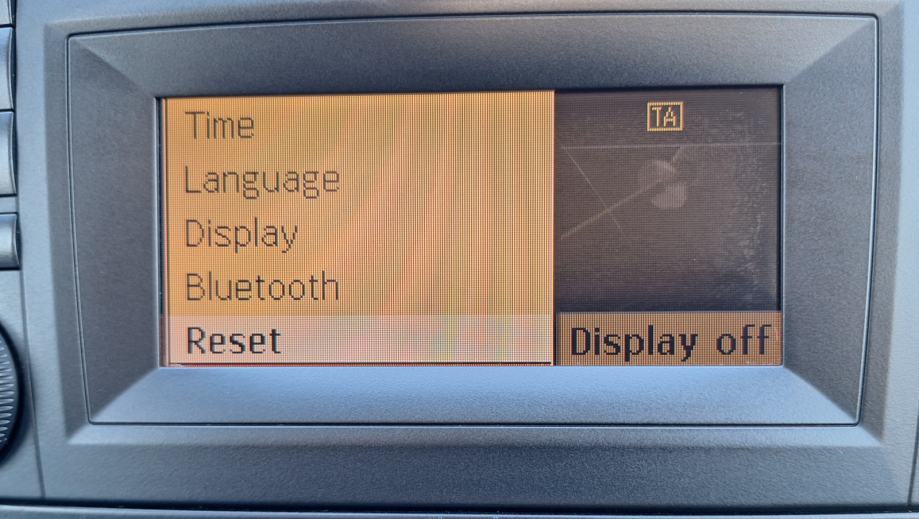 Time
Language
Display
Bluetooth
Reset
TA
Display off